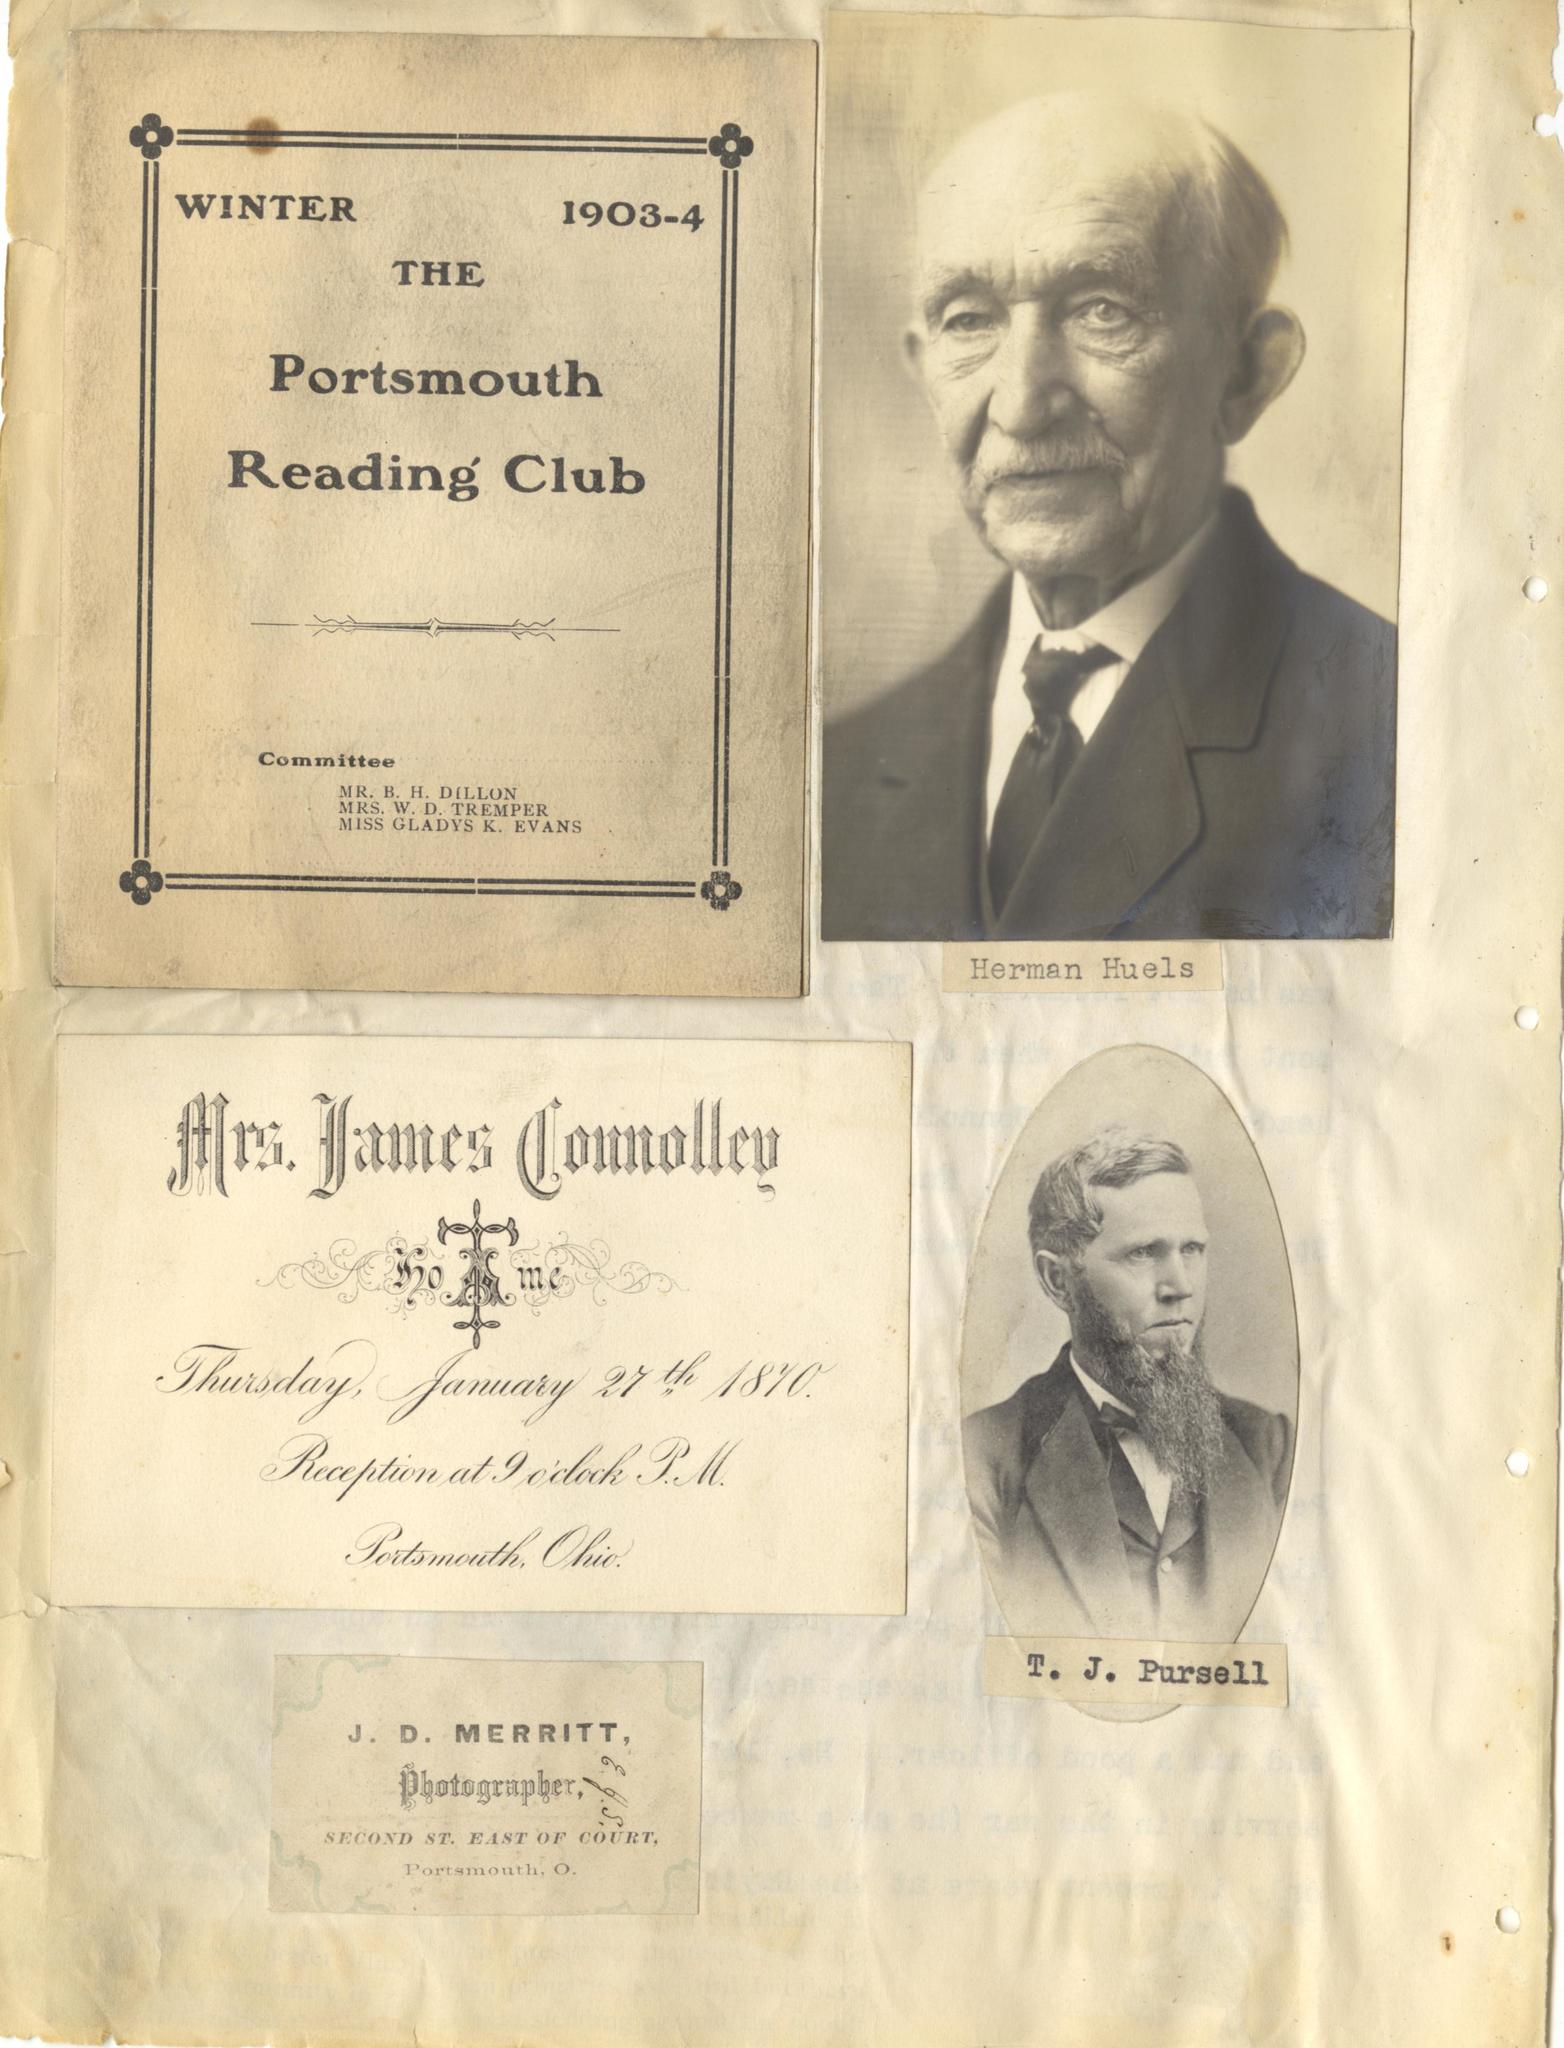 WINTER 1903-4
THE
Portsmouth
Reading Club
Committee
MR. B. H. DILLON
MRS. W. D. TREMPER
MISS GLADYS K. EVANS
Herman Huels
Mrs. James Connolley
At Home
Thursday, January 27th 1870.
Reception at 9 o'clock P.M.
Portsmouth, Ohio.
T. J. Pursell
J. D. MERRITT,
Photographer,
SECOND ST. EAST OF COURT,
Portsmouth, O.